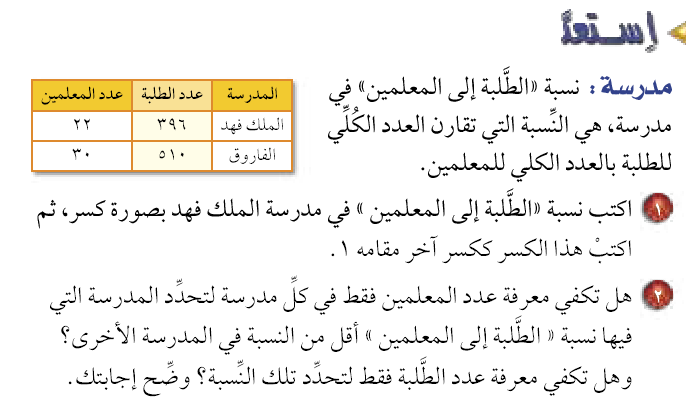 إستعدَّ
مدرسة : نسبة «الطَّلبة إلى المعلمين» في
مدرسة، هي النِّسبة التي تقارن العدد الكُلِّي
للطلبة بالعدد الكلي للمعلمين.
المدرسة عدد الطلبة عدد المعلمين
الملك فهد ٣٩٦ ٢٢
الفاروق ٥١٠ ٣٠
١ اكتب نسبة «الطَّلبة إلى المعلمين » في مدرسة الملك فهد بصورة كسر، ثم
اكتبْ هذا الكسر ككسر آخر مقامه ١ .
٢ هل تكفي معرفة عدد المعلمين فقط في كلِّ مدرسة لتحدِّد المدرسة التي
فيها نسبة « الطَّلبة إلى المعلمين » أقل من النسبة في المدرسة الأخرى؟
وهل تكفي معرفة عدد الطَّلبة فقط لتحدِّد تلك النِّسبة؟ وضِّح إجابتك.